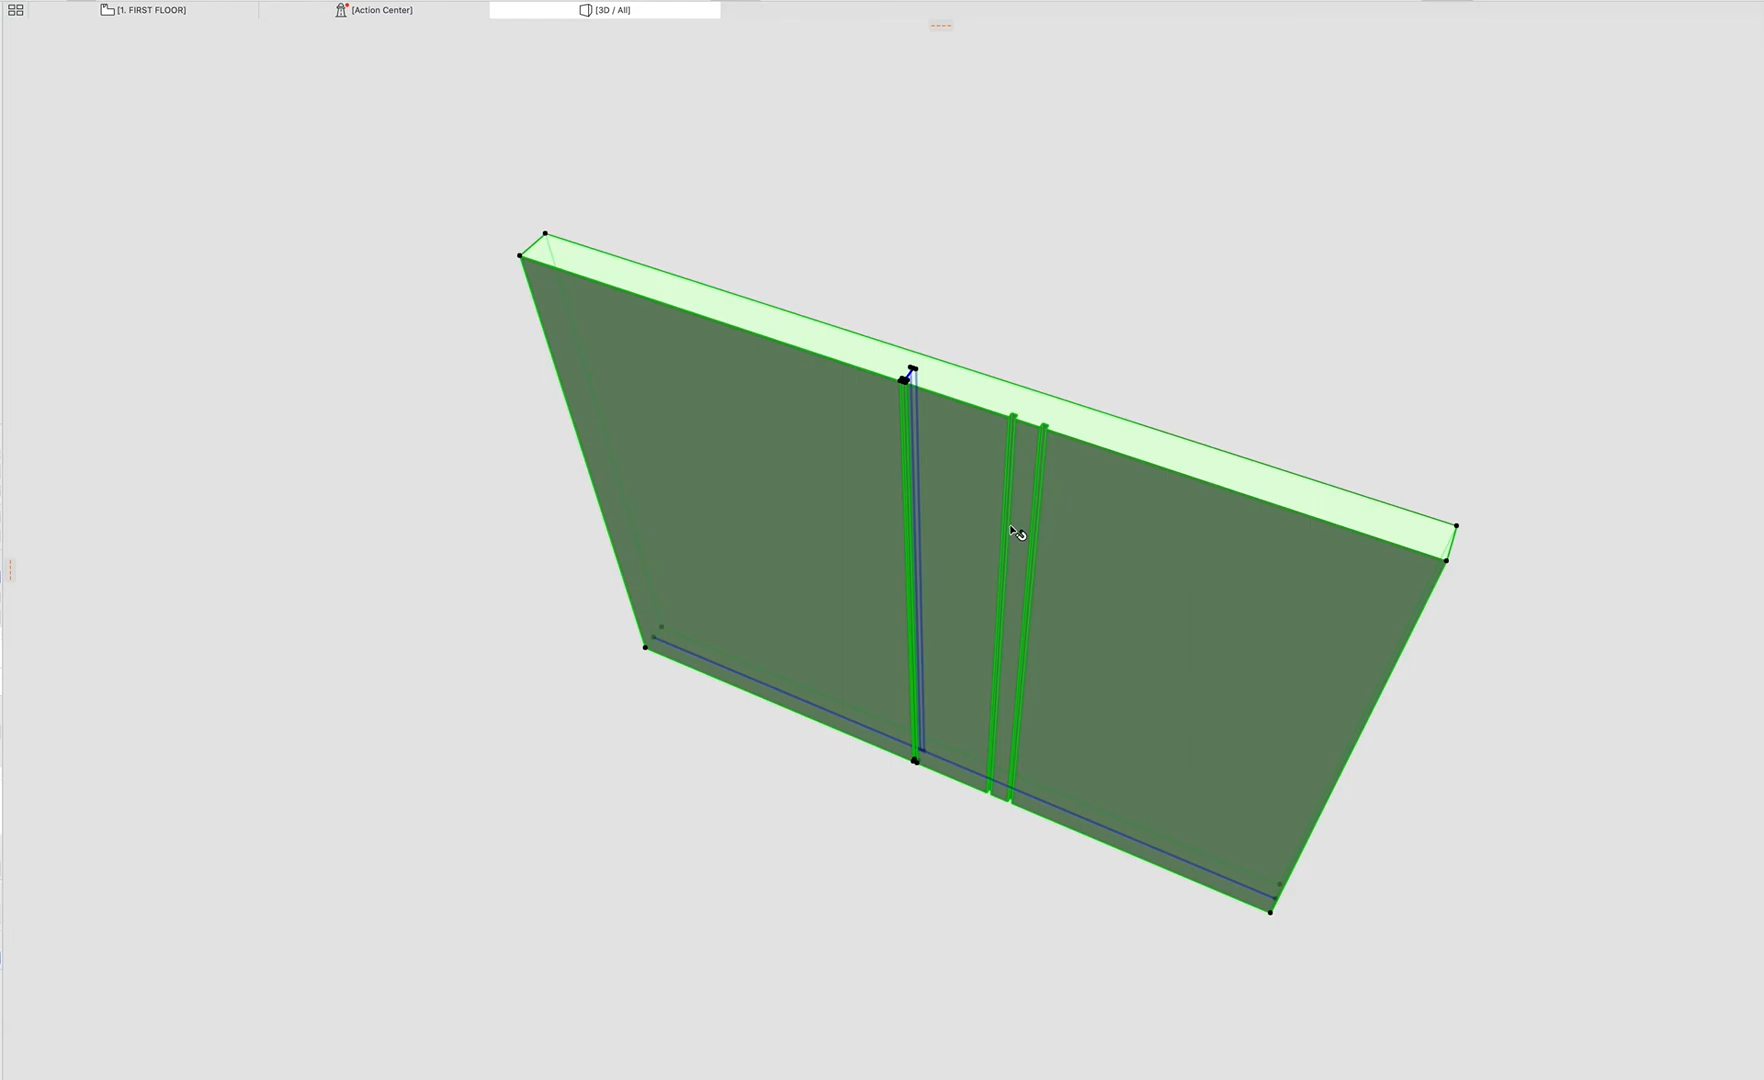 [1. FIRST FLOOR]
[Action Center]
[3D / All]